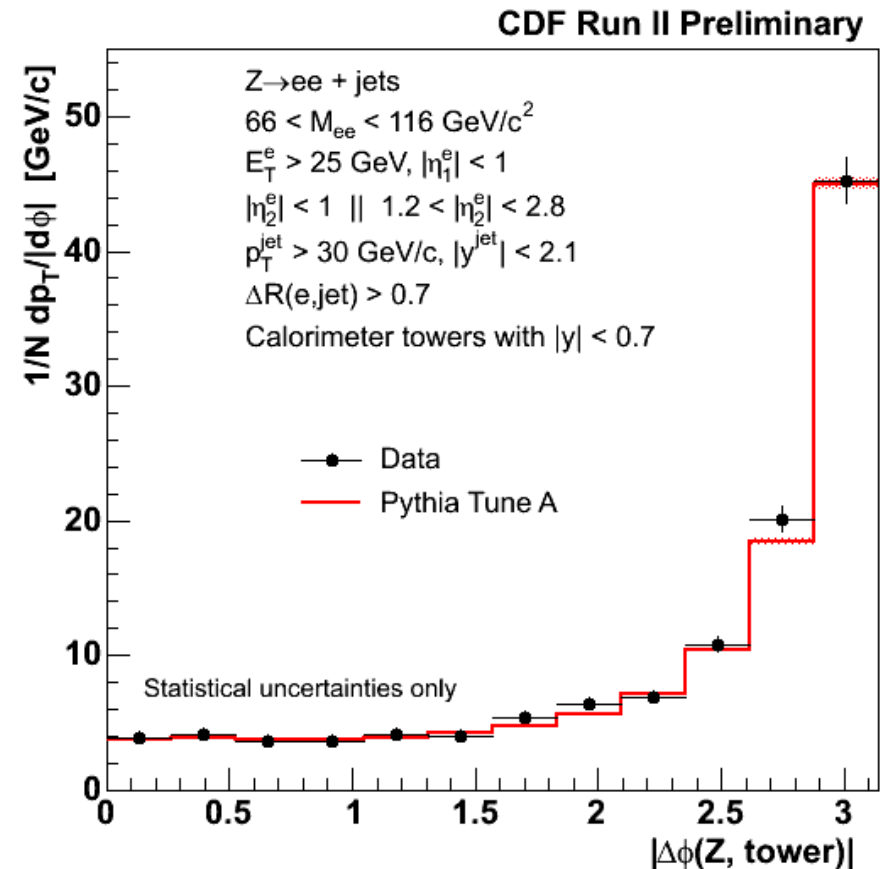 CDF Run II Preliminary
1/N dp_T/|dϕ| [GeV/c]
Z→ee + jets
66 < M_ee < 116 GeV/c²
E_T^e > 25 GeV, |η_1^e| < 1
|η_2^e| < 1 || 1.2 < |η_2^e| < 2.8
p_T^jet > 30 GeV/c, |y^jet| < 2.1
ΔR(e,jet) > 0.7
Calorimeter towers with |y| < 0.7
Data
Pythia Tune A
Statistical uncertainties only
50
40
30
20
10
0
0 0.5 1 1.5 2 2.5 3
|Δϕ(Z, tower)|